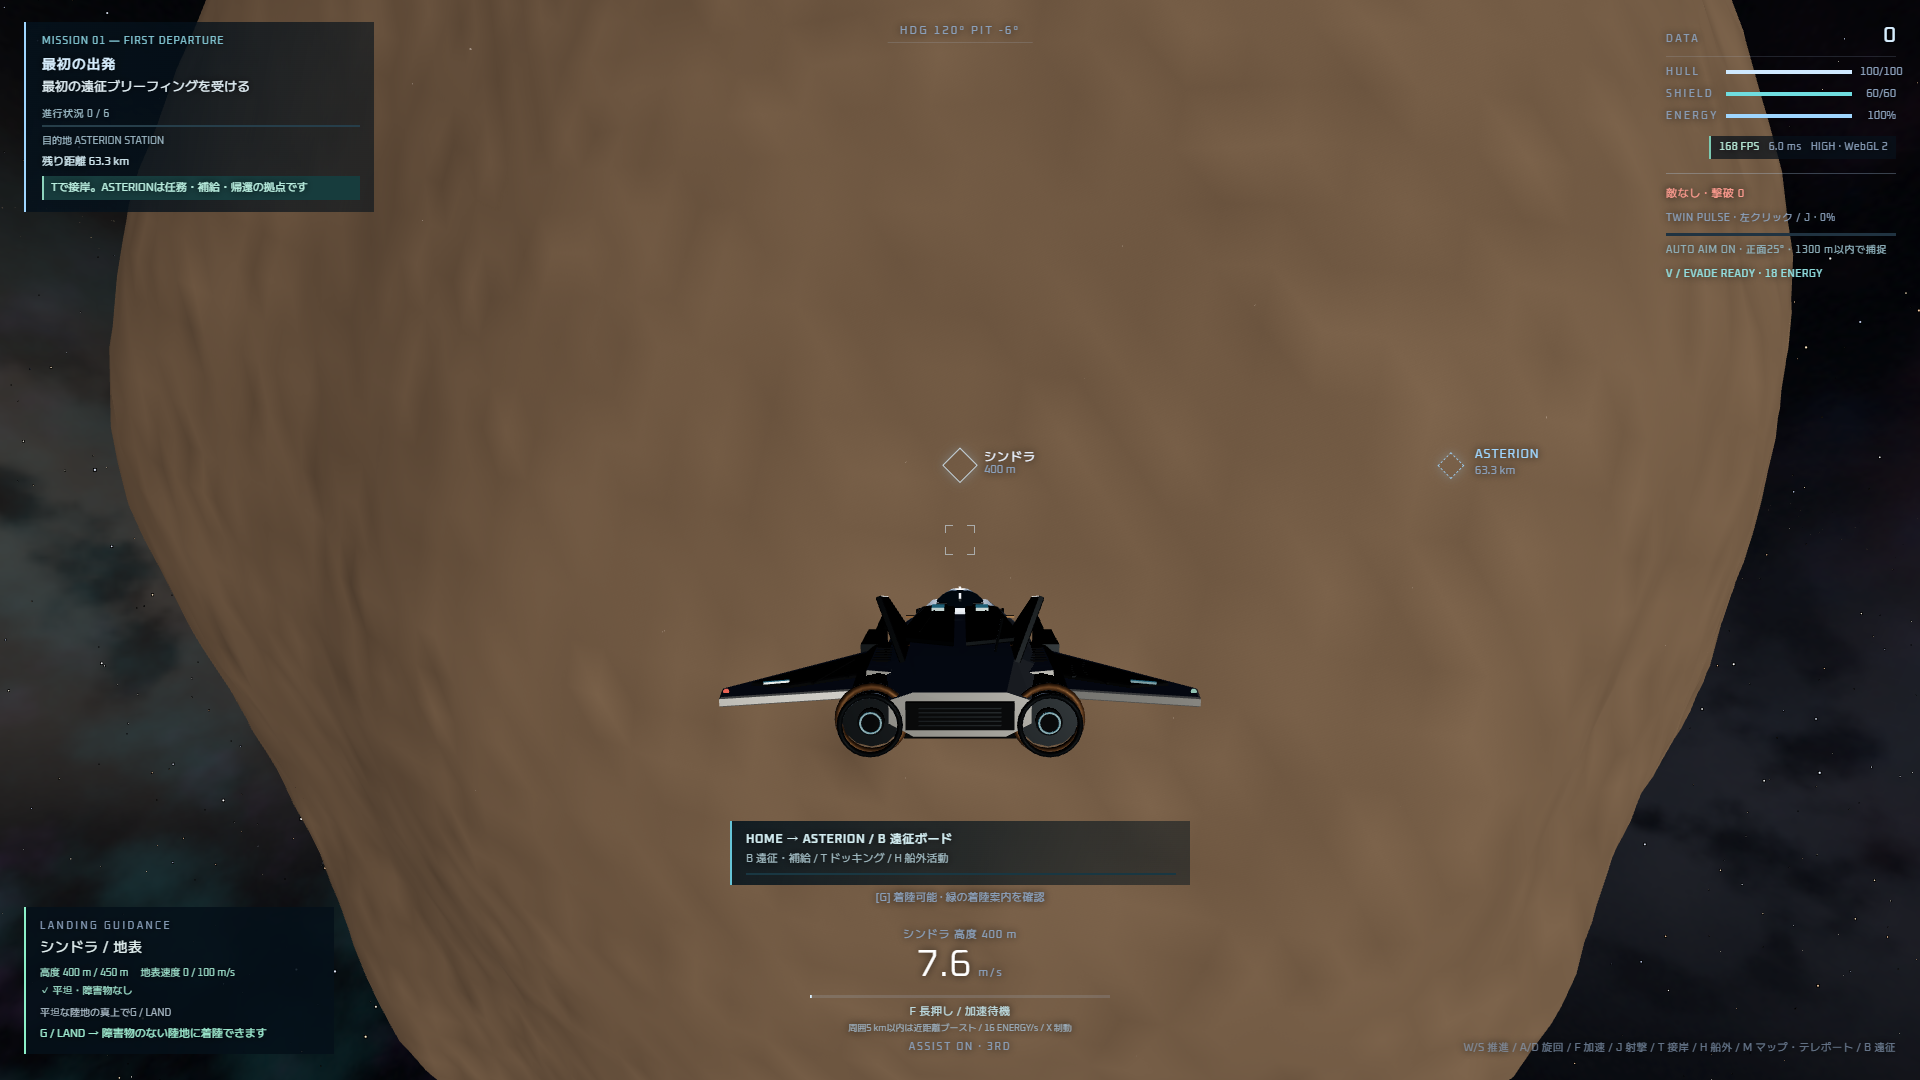 MISSION 01 — FIRST DEPARTURE
最初の出発
最初の遠征ブリーフィングを受ける
進行状況 0 / 6
目的地 ASTERION STATION
残り距離 63.3 km
Tで接岸。ASTERIONは任務・補給・帰還の拠点です
HDG 120° PIT -6°
DATA 0
HULL 100/100
SHIELD 60/60
ENERGY 100%
168 FPS 6.0 ms HIGH · WebGL 2
敵なし · 撃破 0
TWIN PULSE · 左クリック / J · 0%
AUTO AIM ON · 正面25° · 1300 m以内で捕捉
V / EVADE READY · 18 ENERGY
シンドラ
400 m
ASTERION
63.3 km
HOME → ASTERION / B 遠征ボード
B 遠征・補給 / T ドッキング / H 船外活動
[G] 着陸可能 · 緑の着陸案内を確認
シンドラ 高度 400 m
7.6 m/s
F 長押し / 加速待機
周囲5 km以内は近距離ブースト / 16 ENERGY/s / X 制動
ASSIST ON · 3RD
LANDING GUIDANCE
シンドラ / 地表
高度 400 m / 450 m 地表速度 0 / 100 m/s
✓ 平坦・障害物なし
平坦な陸地の真上でG / LAND
G / LAND → 障害物のない陸地に着陸できます
W/S 推進 / A/D 旋回 / F 加速 / J 射撃 / T 接岸 / H 船外 / M マップ・テレポート / B 遠征